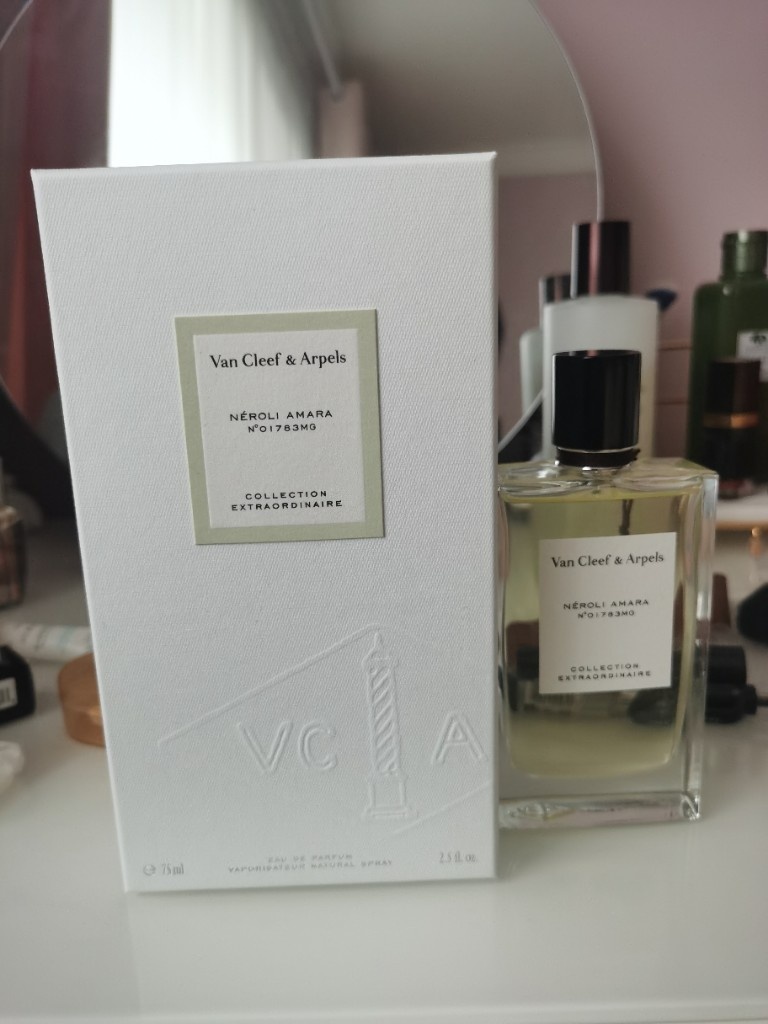 Van Cleef & Arpels
NÉROLI AMARA
N°01783MG
COLLECTION
EXTRAORDINAIRE
VC A
℮ 75 ml
EAU DE PARFUM
VAPORISATEUR NATURAL SPRAY
2.5 fl. oz.
Van Cleef & Arpels
NÉROLI AMARA
N°01783MG
COLLECTION
EXTRAORDINAIRE